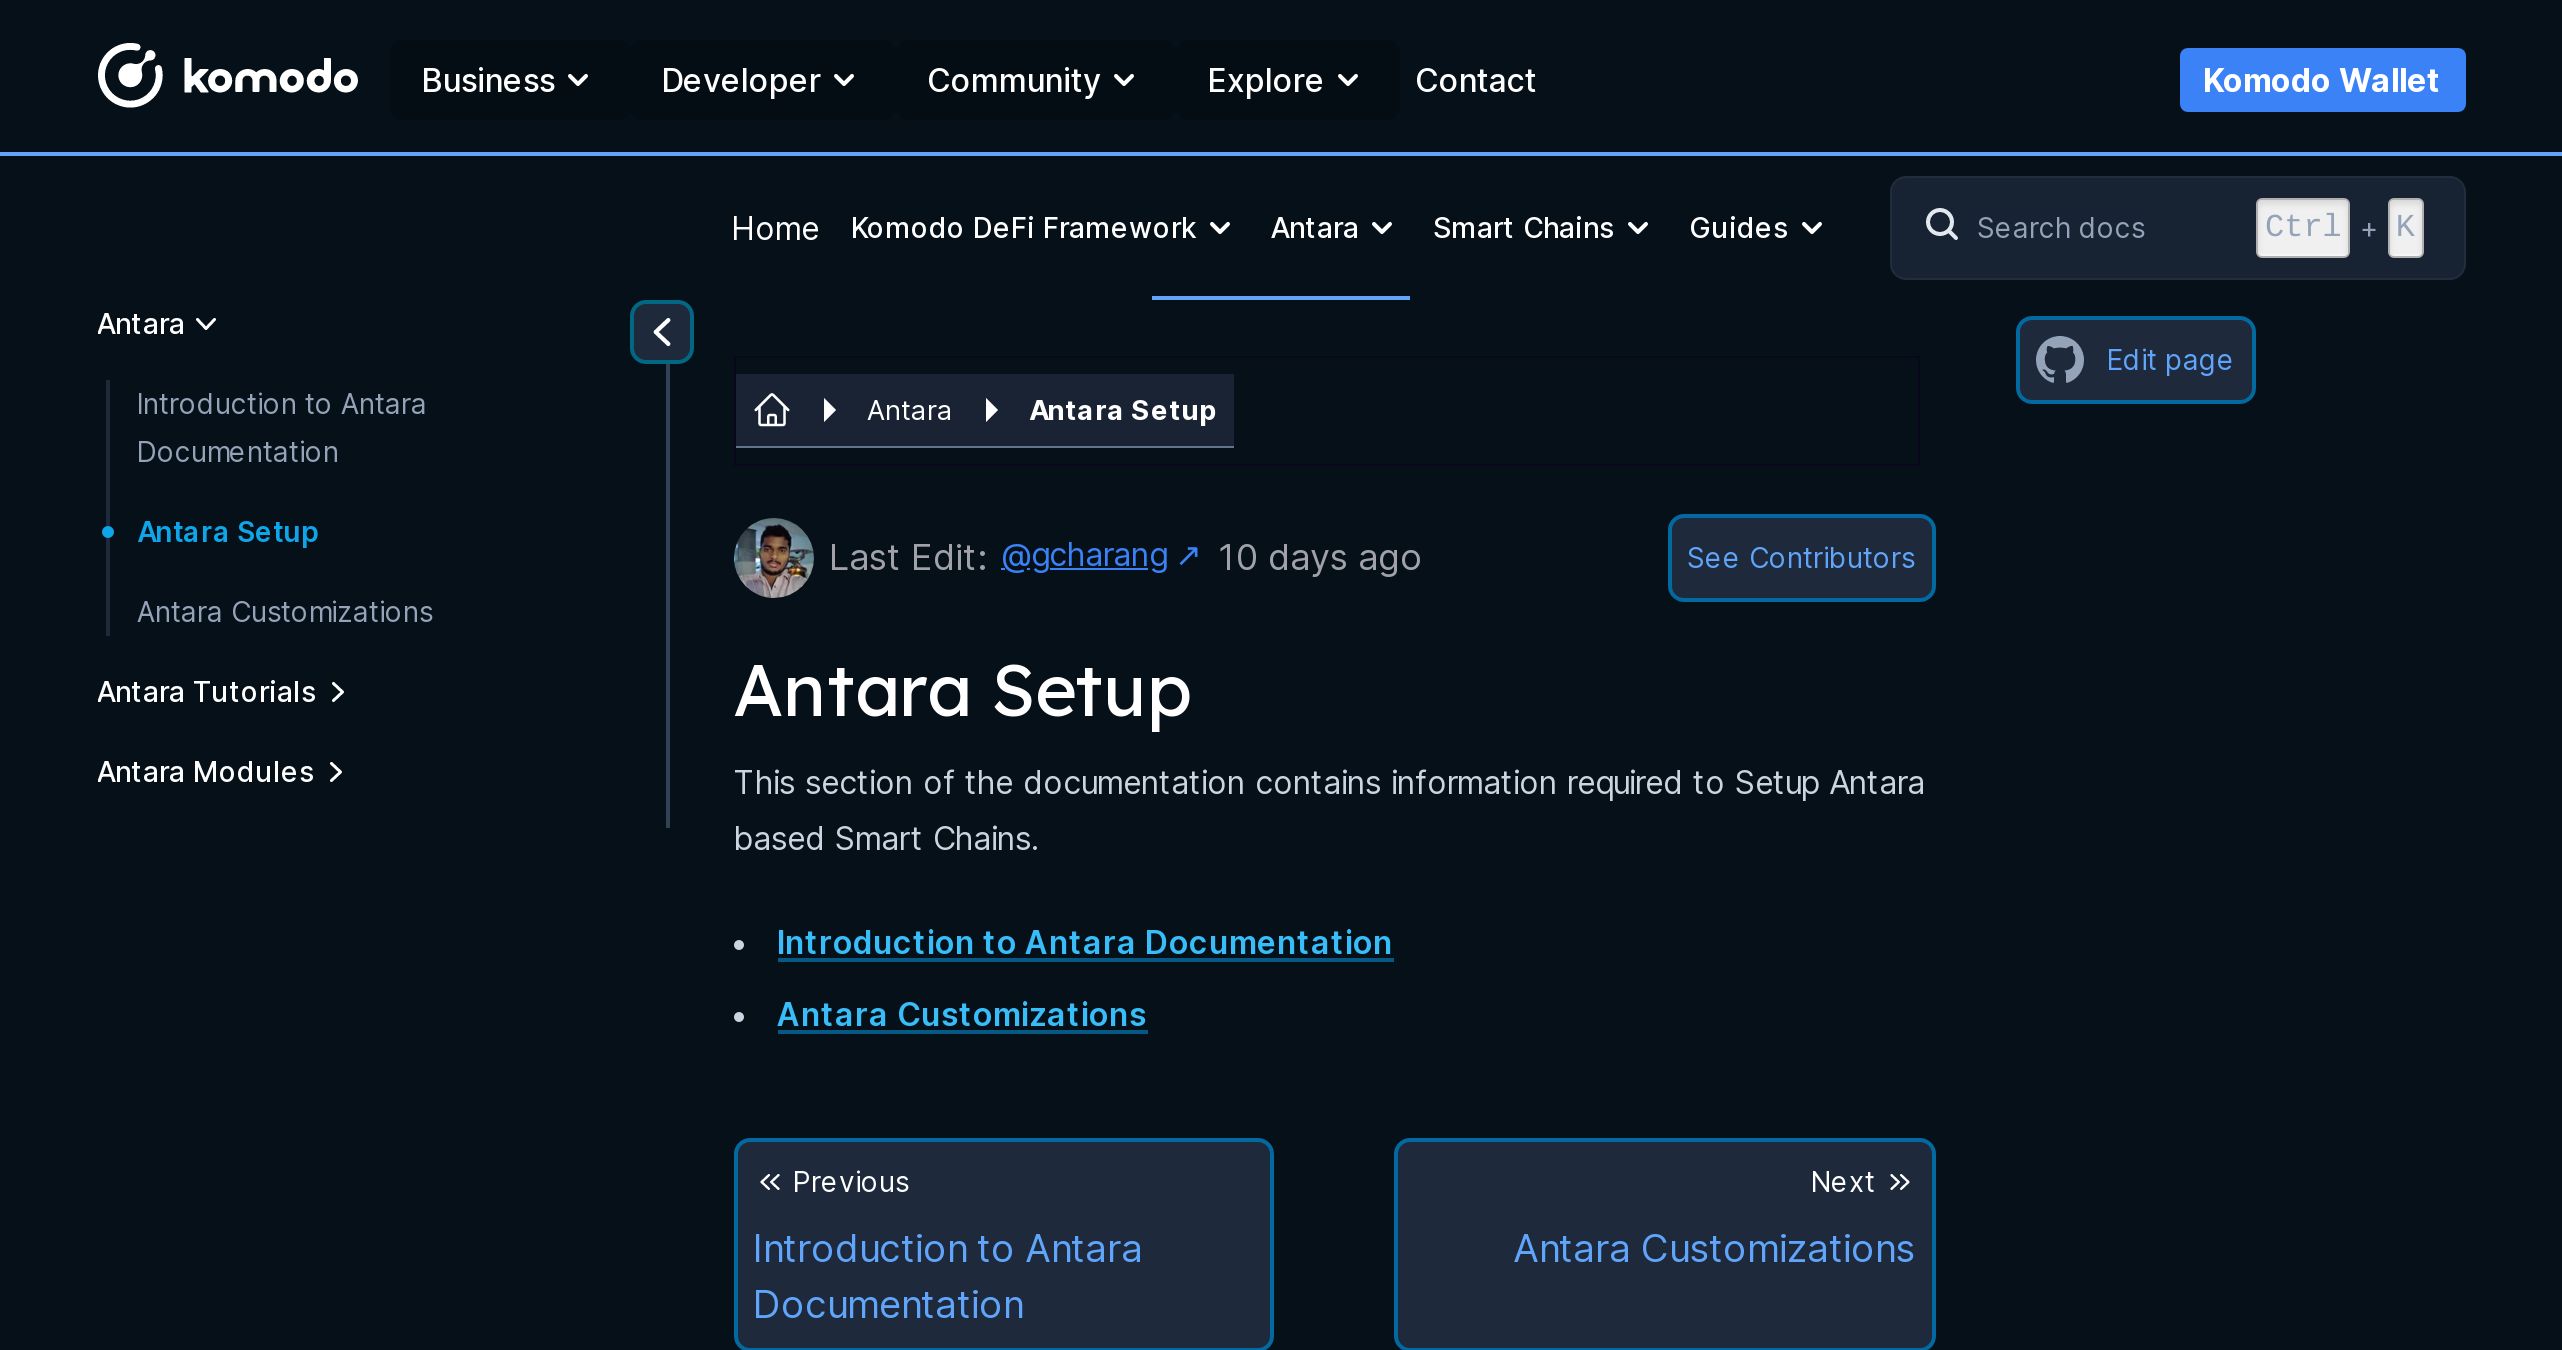 komodo
Business
Developer
Community
Explore
Contact
Komodo Wallet
Home
Komodo DeFi Framework
Antara
Smart Chains
Guides
Search docs
Ctrl + K
Antara
Introduction to Antara
Documentation
Antara Setup
Antara Customizations
Antara Tutorials
Antara Modules
Antara
Antara Setup
Edit page
Last Edit: @gcharang ↗ 10 days ago
See Contributors
Antara Setup
This section of the documentation contains information required to Setup Antara
based Smart Chains.
• Introduction to Antara Documentation
• Antara Customizations
« Previous
Introduction to Antara
Documentation
Next »
Antara Customizations